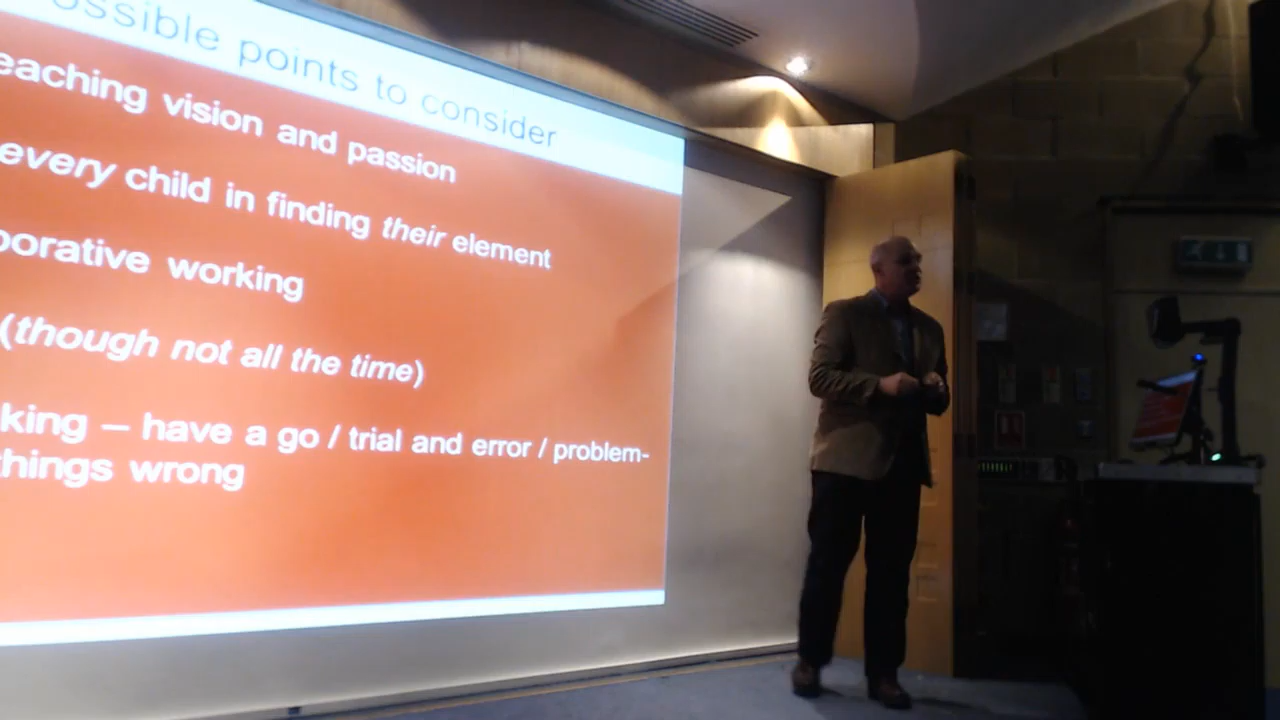 ossible points to consider
eaching vision and passion
every child in finding their element
orative working
(though not all the time)
king – have a go / trial and error / problem-
things wrong